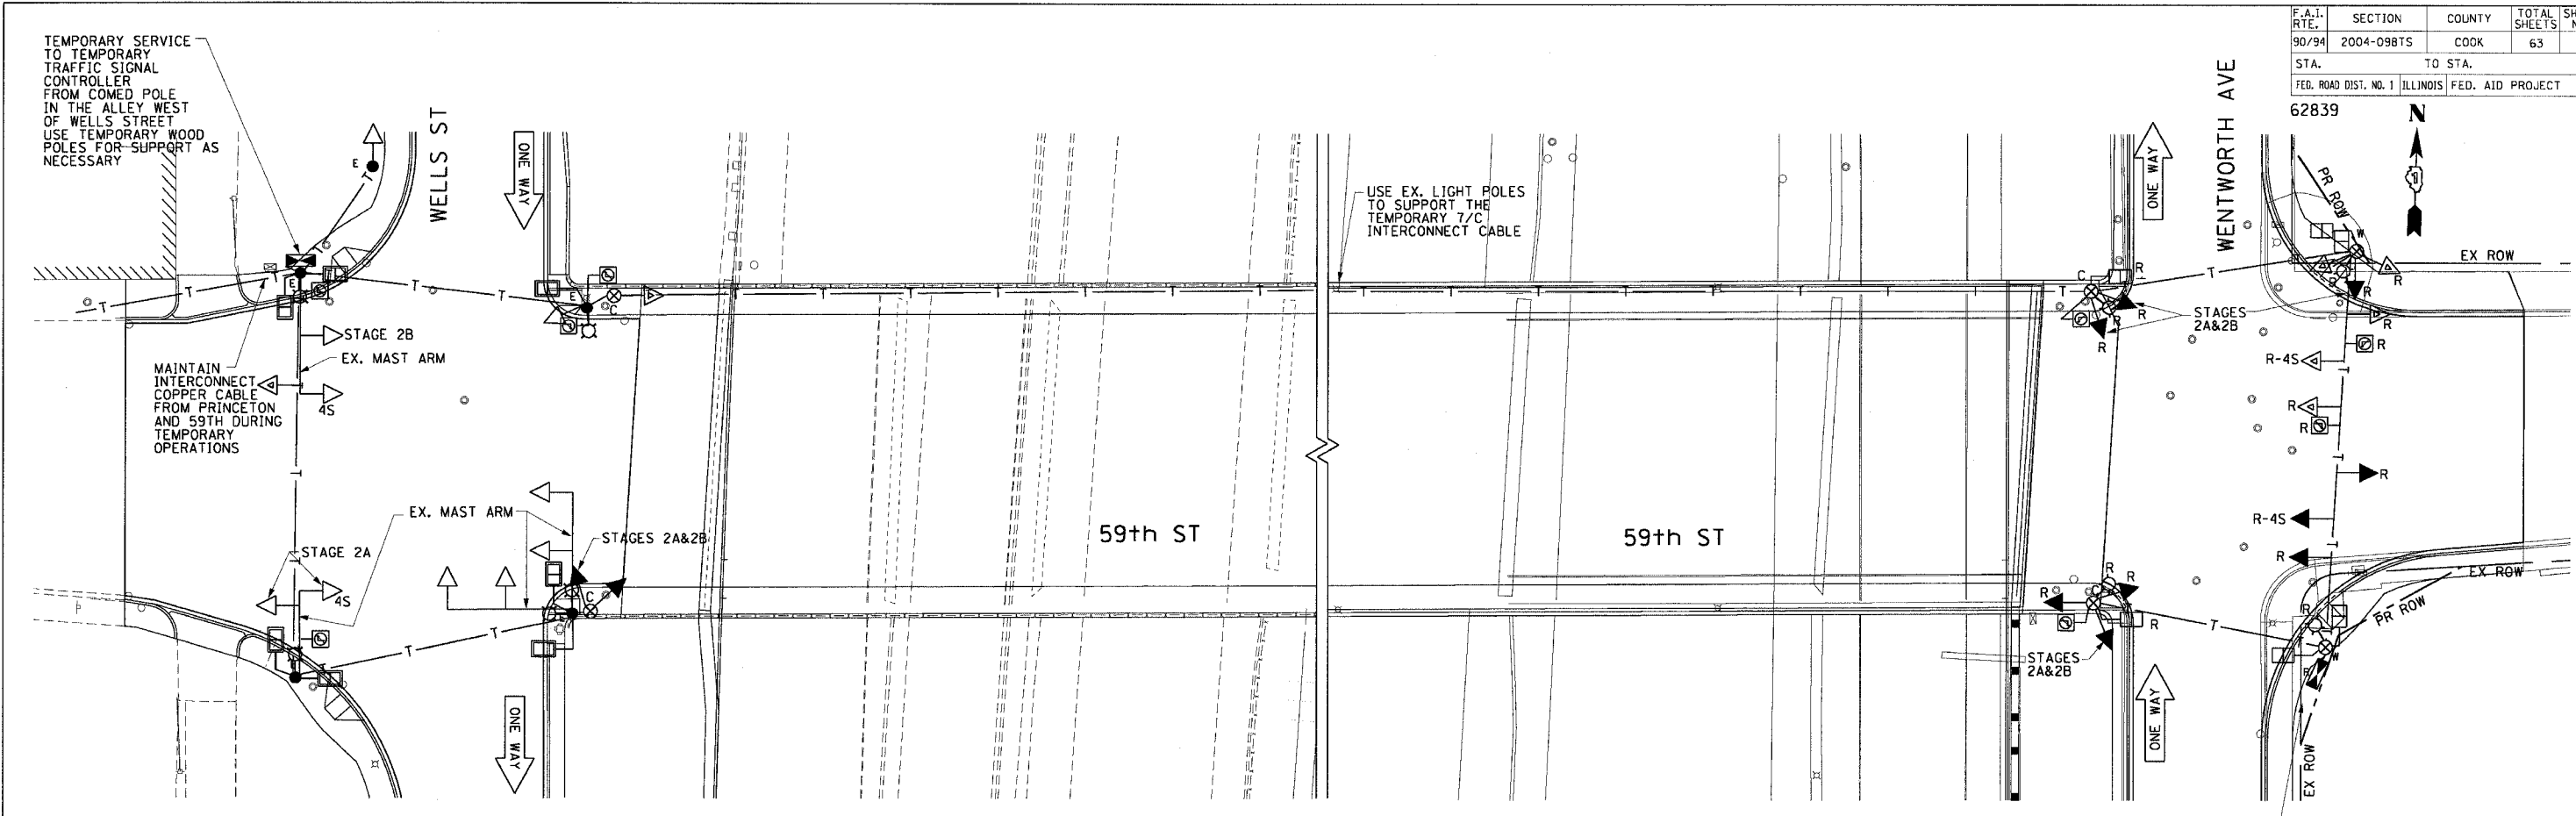 TEMPORARY SERVICE
TO TEMPORARY
TRAFFIC SIGNAL
CONTROLLER
FROM COMED POLE
IN THE ALLEY WEST
OF WELLS STREET
USE TEMPORARY WOOD
POLES FOR SUPPORT AS
NECESSARY
WELLS ST
ONE WAY
E
T
E
T
T
T
T
STAGE 2B
EX. MAST ARM
4S
MAINTAIN
INTERCONNECT
COPPER CABLE
FROM PRINCETON
AND 59TH DURING
TEMPORARY
OPERATIONS
T
STAGE 2A
4S
EX. MAST ARM
STAGES 2A&2B
C
T
T
ONE WAY
E
C
T
T
T
T
T
59th ST
USE EX. LIGHT POLES
TO SUPPORT THE
TEMPORARY 7/C
INTERCONNECT CABLE
T
T
T
T
T
T
59th ST
ONE WAY
WENTWORTH AVE
F.A.I. RTE.
SECTION
COUNTY
TOTAL SHEETS
90/94
2004-098TS
COOK
63
STA.
TO STA.
FED. ROAD DIST. NO. 1
ILLINOIS
FED. AID PROJECT
62839
N
PR ROW
W
EX ROW
C
R
T
R
R
R
R
R
STAGES
2A&2B
R
R-4S
R
R
T
R
R-4S
R
T
EX ROW
PR ROW
R
R
R
C
R
T
STAGES
2A&2B
R
W
R
ONE WAY
EX ROW